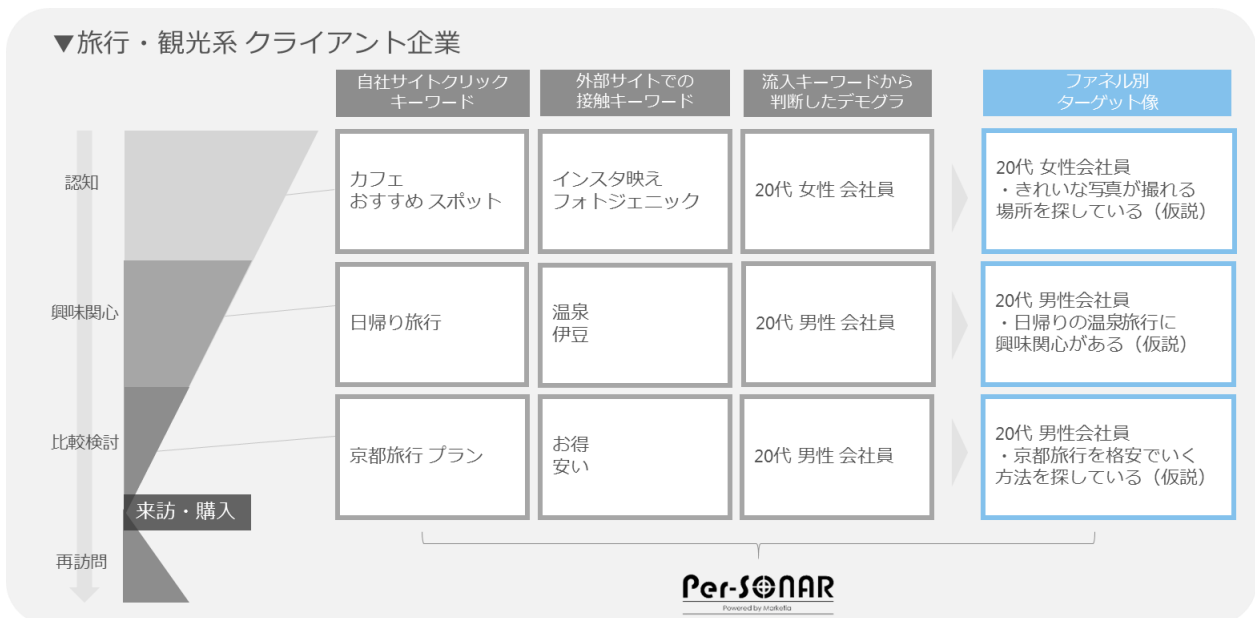 ▼旅行・観光系 クライアント企業
自社サイトクリック
キーワード
外部サイトでの
接触キーワード
流入キーワードから
判断したデモグラ
ファネル別
ターゲット像
認知
カフェ
おすすめ スポット
インスタ映え
フォトジェニック
20代 女性 会社員
20代 女性会社員
・きれいな写真が撮れる
場所を探している（仮説）
興味関心
日帰り旅行
温泉
伊豆
20代 男性 会社員
20代 男性会社員
・日帰りの温泉旅行に
興味関心がある（仮説）
比較検討
京都旅行 プラン
お得
安い
20代 男性 会社員
20代 男性会社員
・京都旅行を格安でいく
方法を探している（仮説）
来訪・購入
再訪問
Per-SONAR
Powered by Marketia